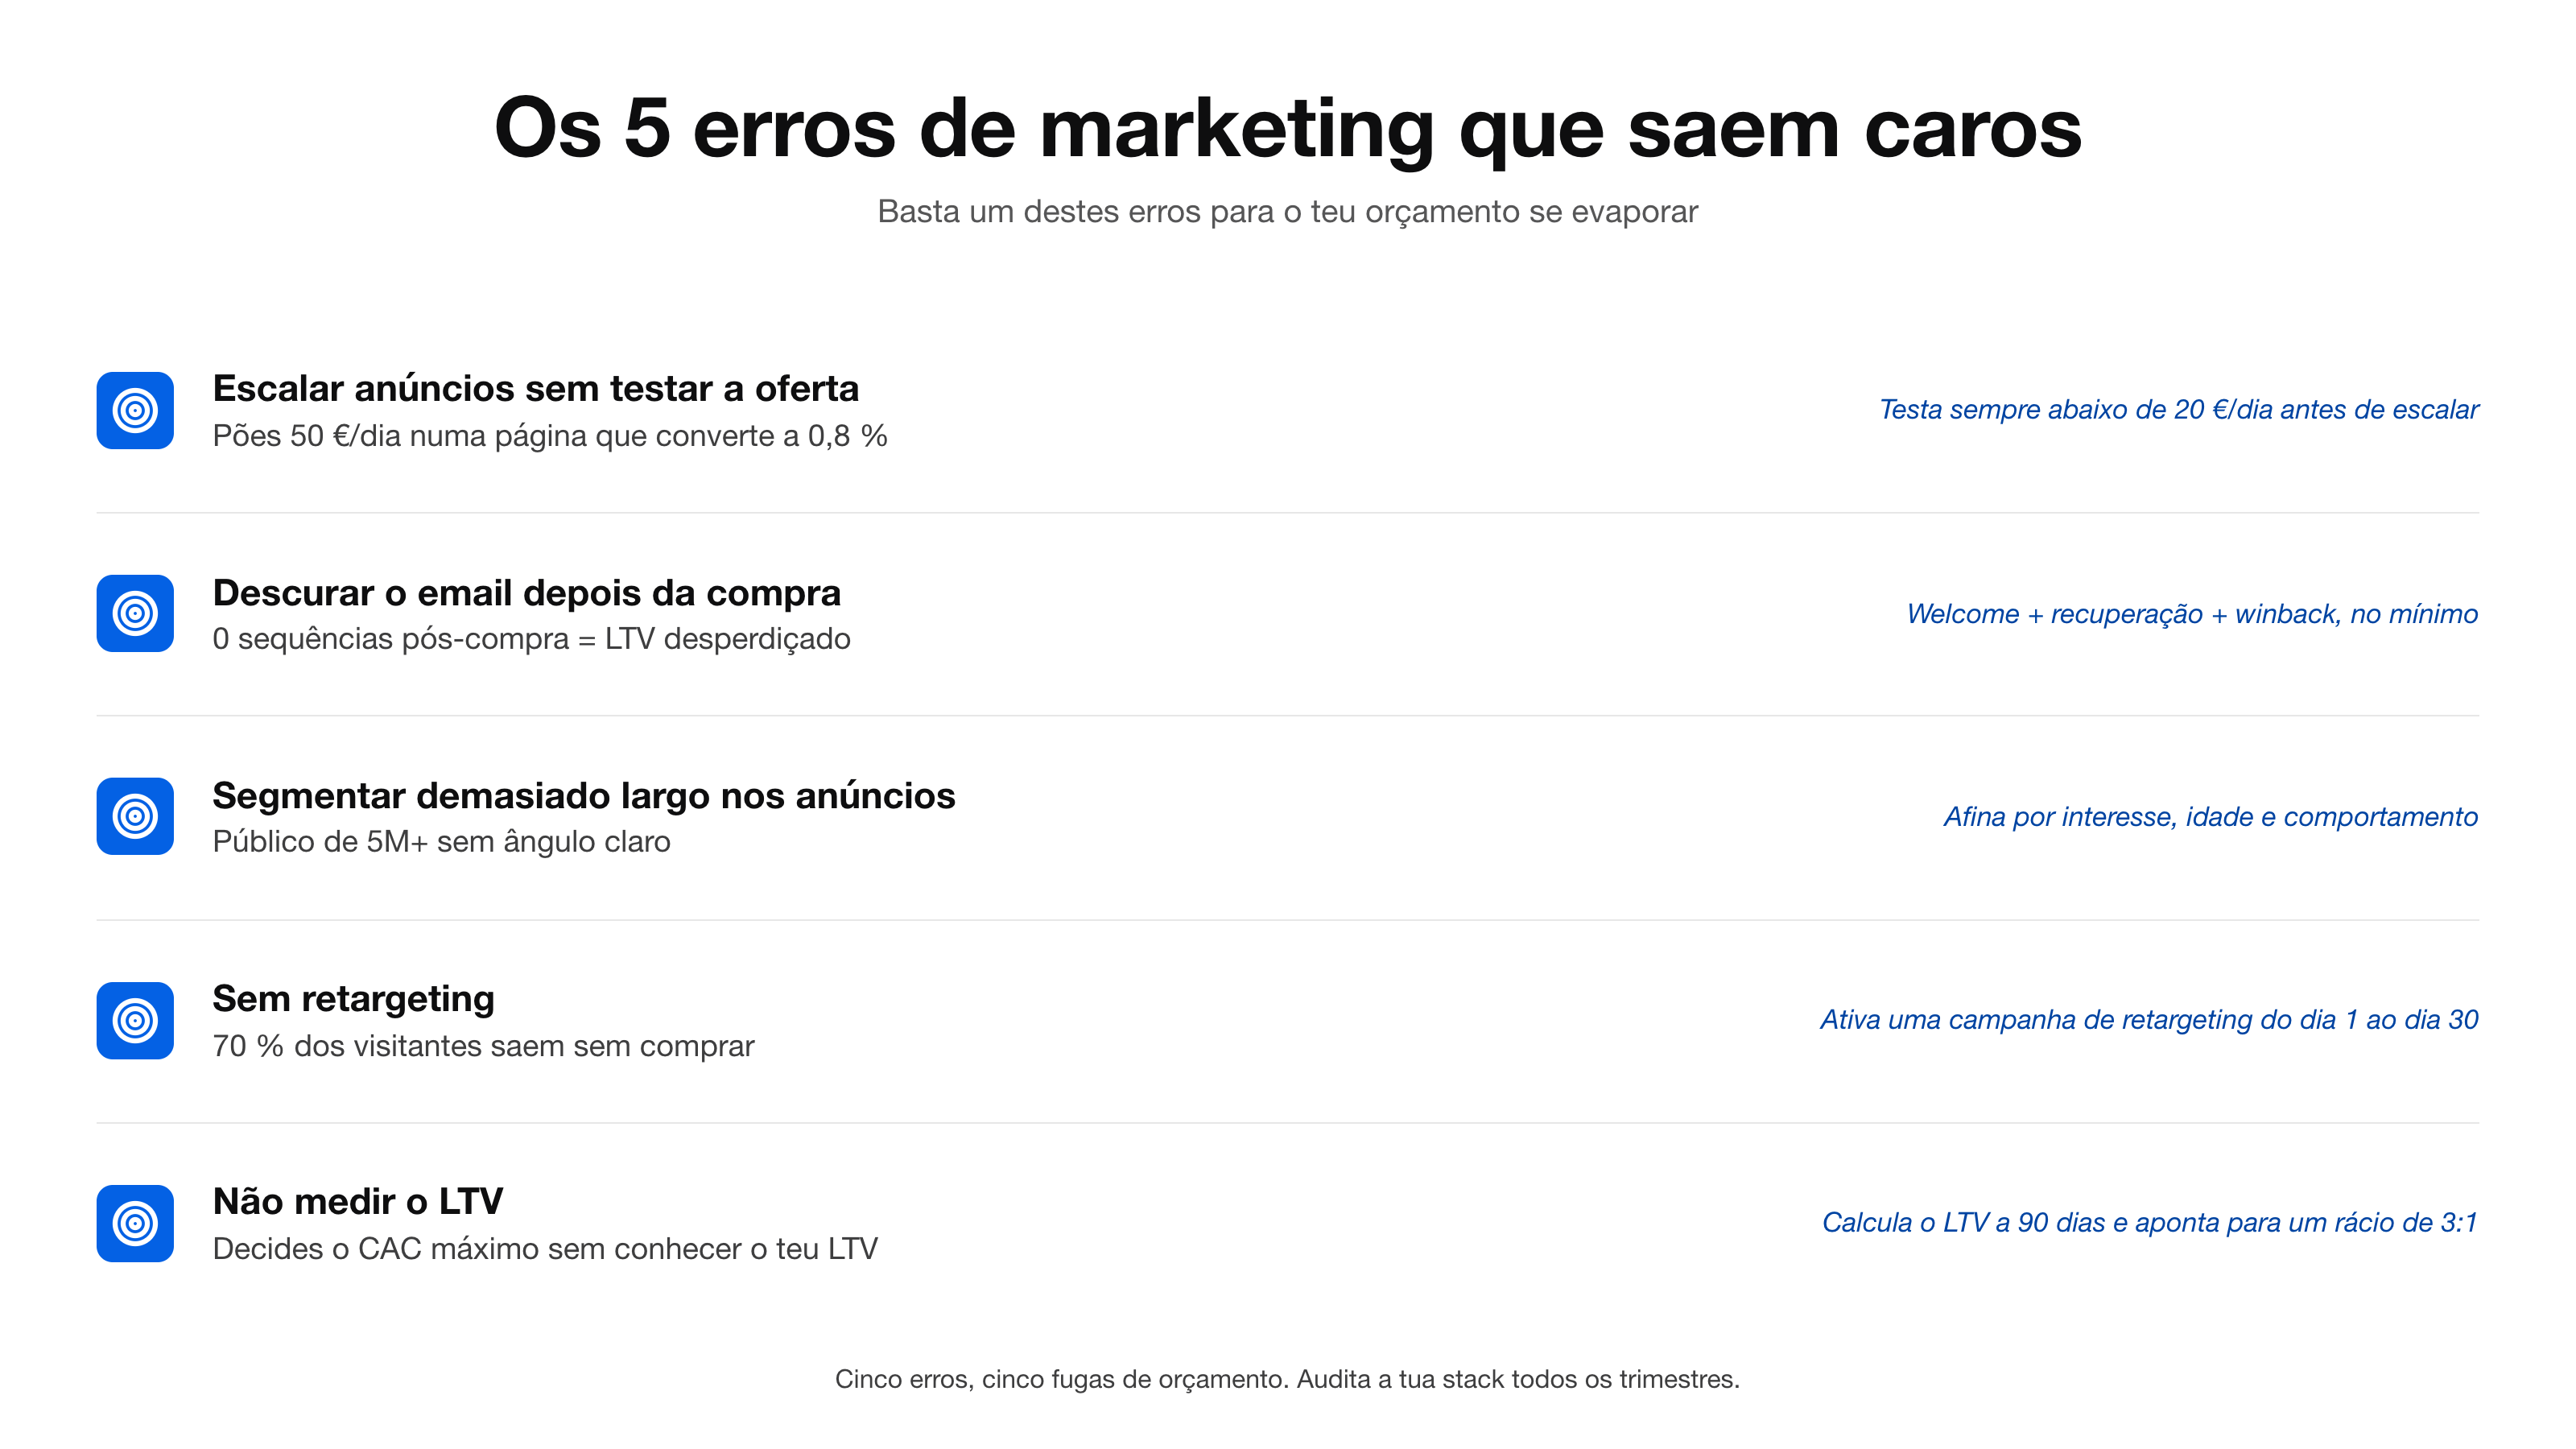 Os 5 erros de marketing que saem caros
Basta um destes erros para o teu orçamento se evaporar
Escalar anúncios sem testar a oferta
Pões 50 €/dia numa página que converte a 0,8 %
Testa sempre abaixo de 20 €/dia antes de escalar
Descurar o email depois da compra
0 sequências pós-compra = LTV desperdiçado
Welcome + recuperação + winback, no mínimo
Segmentar demasiado largo nos anúncios
Público de 5M+ sem ângulo claro
Afina por interesse, idade e comportamento
Sem retargeting
70 % dos visitantes saem sem comprar
Ativa uma campanha de retargeting do dia 1 ao dia 30
Não medir o LTV
Decides o CAC máximo sem conhecer o teu LTV
Calcula o LTV a 90 dias e aponta para um rácio de 3:1
Cinco erros, cinco fugas de orçamento. Audita a tua stack todos os trimestres.